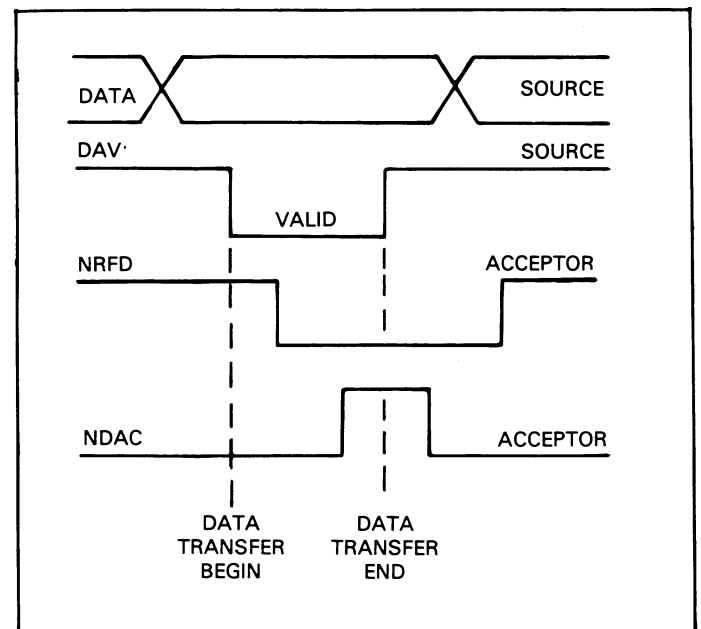 DATA SOURCE
DAV SOURCE
VALID
NRFD ACCEPTOR
NDAC ACCEPTOR
DATA TRANSFER BEGIN
DATA TRANSFER END